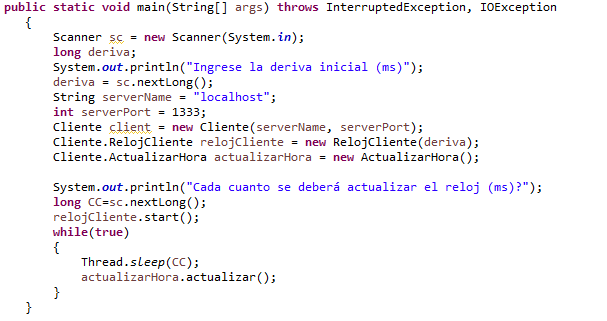 public static void main(String[] args) throws InterruptedException, IOException
{
Scanner sc = new Scanner(System.in);
long deriva;
System.out.println("Ingrese la deriva inicial (ms)");
deriva = sc.nextLong();
String serverName = "localhost";
int serverPort = 1333;
Cliente client = new Cliente(serverName, serverPort);
Cliente.RelojCliente relojCliente = new RelojCliente(deriva);
Cliente.ActualizarHora actualizarHora = new ActualizarHora();
System.out.println("Cada cuanto se deberá actualizar el reloj (ms)?");
long CC=sc.nextLong();
relojCliente.start();
while(true)
{
Thread.sleep(CC);
actualizarHora.actualizar();
}
}